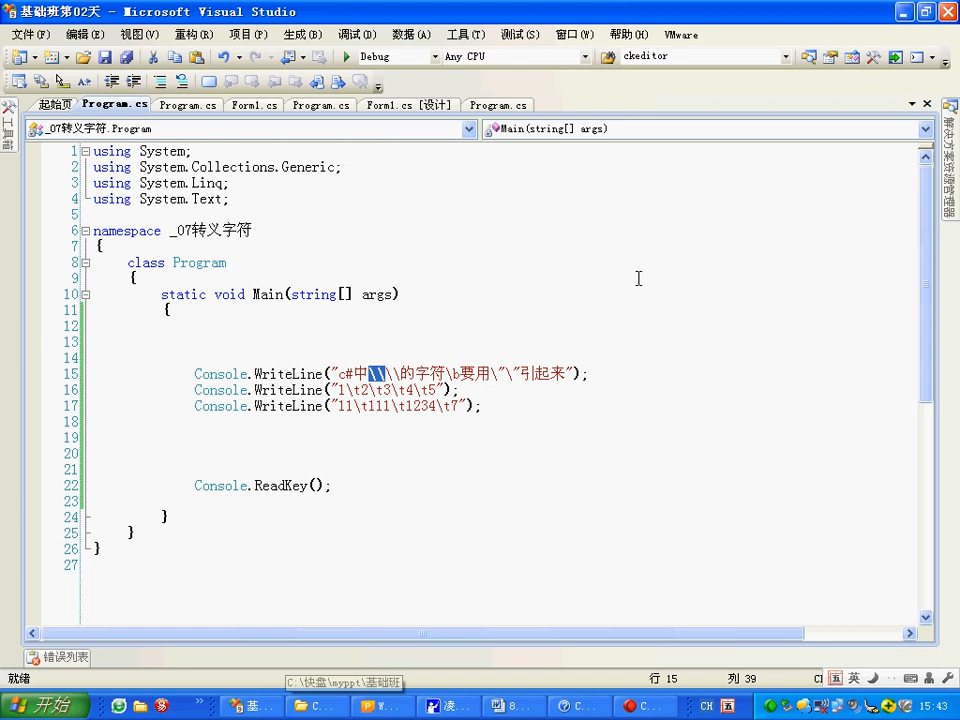 基础班第02天 - Microsoft Visual Studio
文件(F) 编辑(E) 视图(V) 重构(R) 项目(P) 生成(B) 调试(D) 数据(A) 工具(T) 测试(S) 窗口(W) 帮助(H) VMware
Debug Any CPU ckeditor
起始页 Program.cs Program.cs Form1.cs Program.cs Form1.cs [设计] Program.cs
工具箱
解决方案资源管理器
_07转义字符.Program Main(string[] args)
1 using System;
2 using System.Collections.Generic;
3 using System.Linq;
4 using System.Text;
5
6 namespace _07转义字符
7 {
8 class Program
9 {
10 static void Main(string[] args)
11 {
12
13
14
15 Console.WriteLine("c#中\\\\的字符\b要用\"\"引起来");
16 Console.WriteLine("1\t2\t3\t4\t5");
17 Console.WriteLine("11\t111\t1234\t7");
18
19
20
21
22 Console.ReadKey();
23
24 }
25 }
26 }
27
错误列表
就绪 行 15 列 39
C:\快盘\myppt\基础班
五 英
开始 基... C... W... 凌... 8... C... C... CH 五 15:43